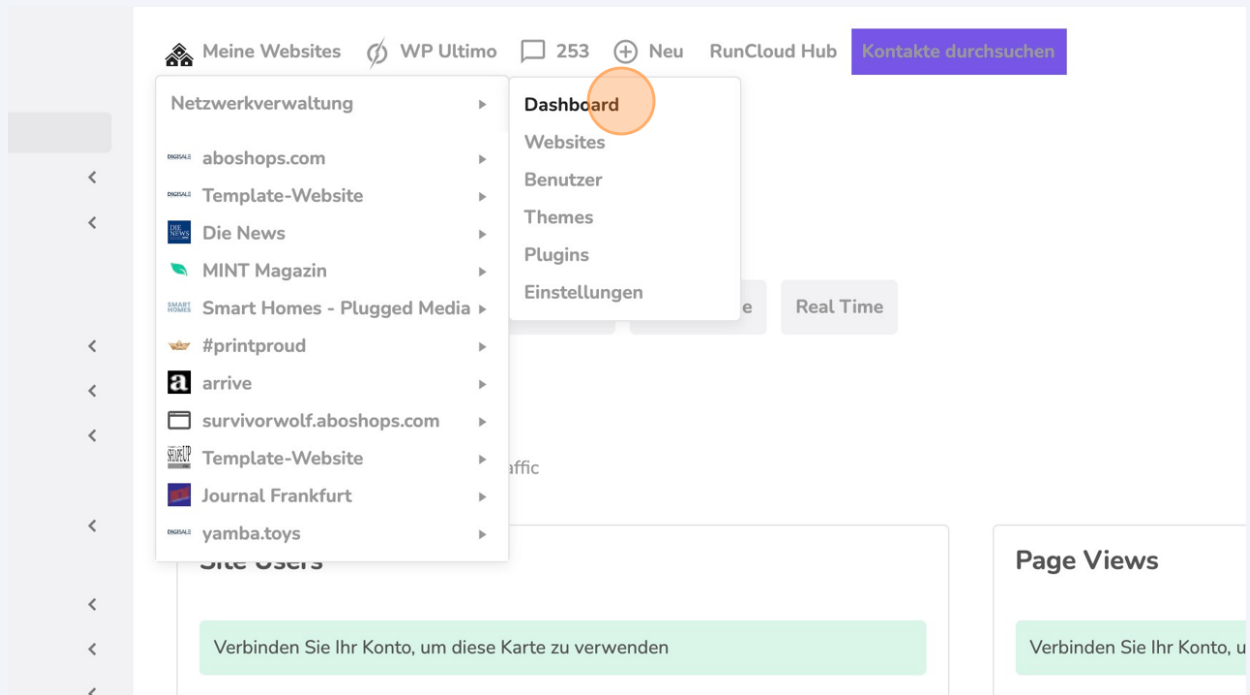 Meine Websites WP Ultimo 253 Neu RunCloud Hub Kontakte durchsuchen
Netzwerkverwaltung
aboshops.com
Template-Website
Die News
MINT Magazin
Smart Homes - Plugged Media
#printproud
arrive
survivorwolf.aboshops.com
Template-Website
Journal Frankfurt
yamba.toys
Dashboard
Websites
Benutzer
Themes
Plugins
Einstellungen
e
Real Time
affic
Site Users
Verbinden Sie Ihr Konto, um diese Karte zu verwenden
Page Views
Verbinden Sie Ihr Konto, u